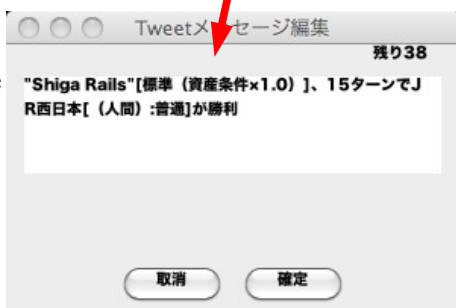 Tweetメッセージ編集
残り38
"Shiga Rails"[標準（資産条件×1.0）]、15ターンでJ
R西日本[（人間）:普通]が勝利
取消 確定